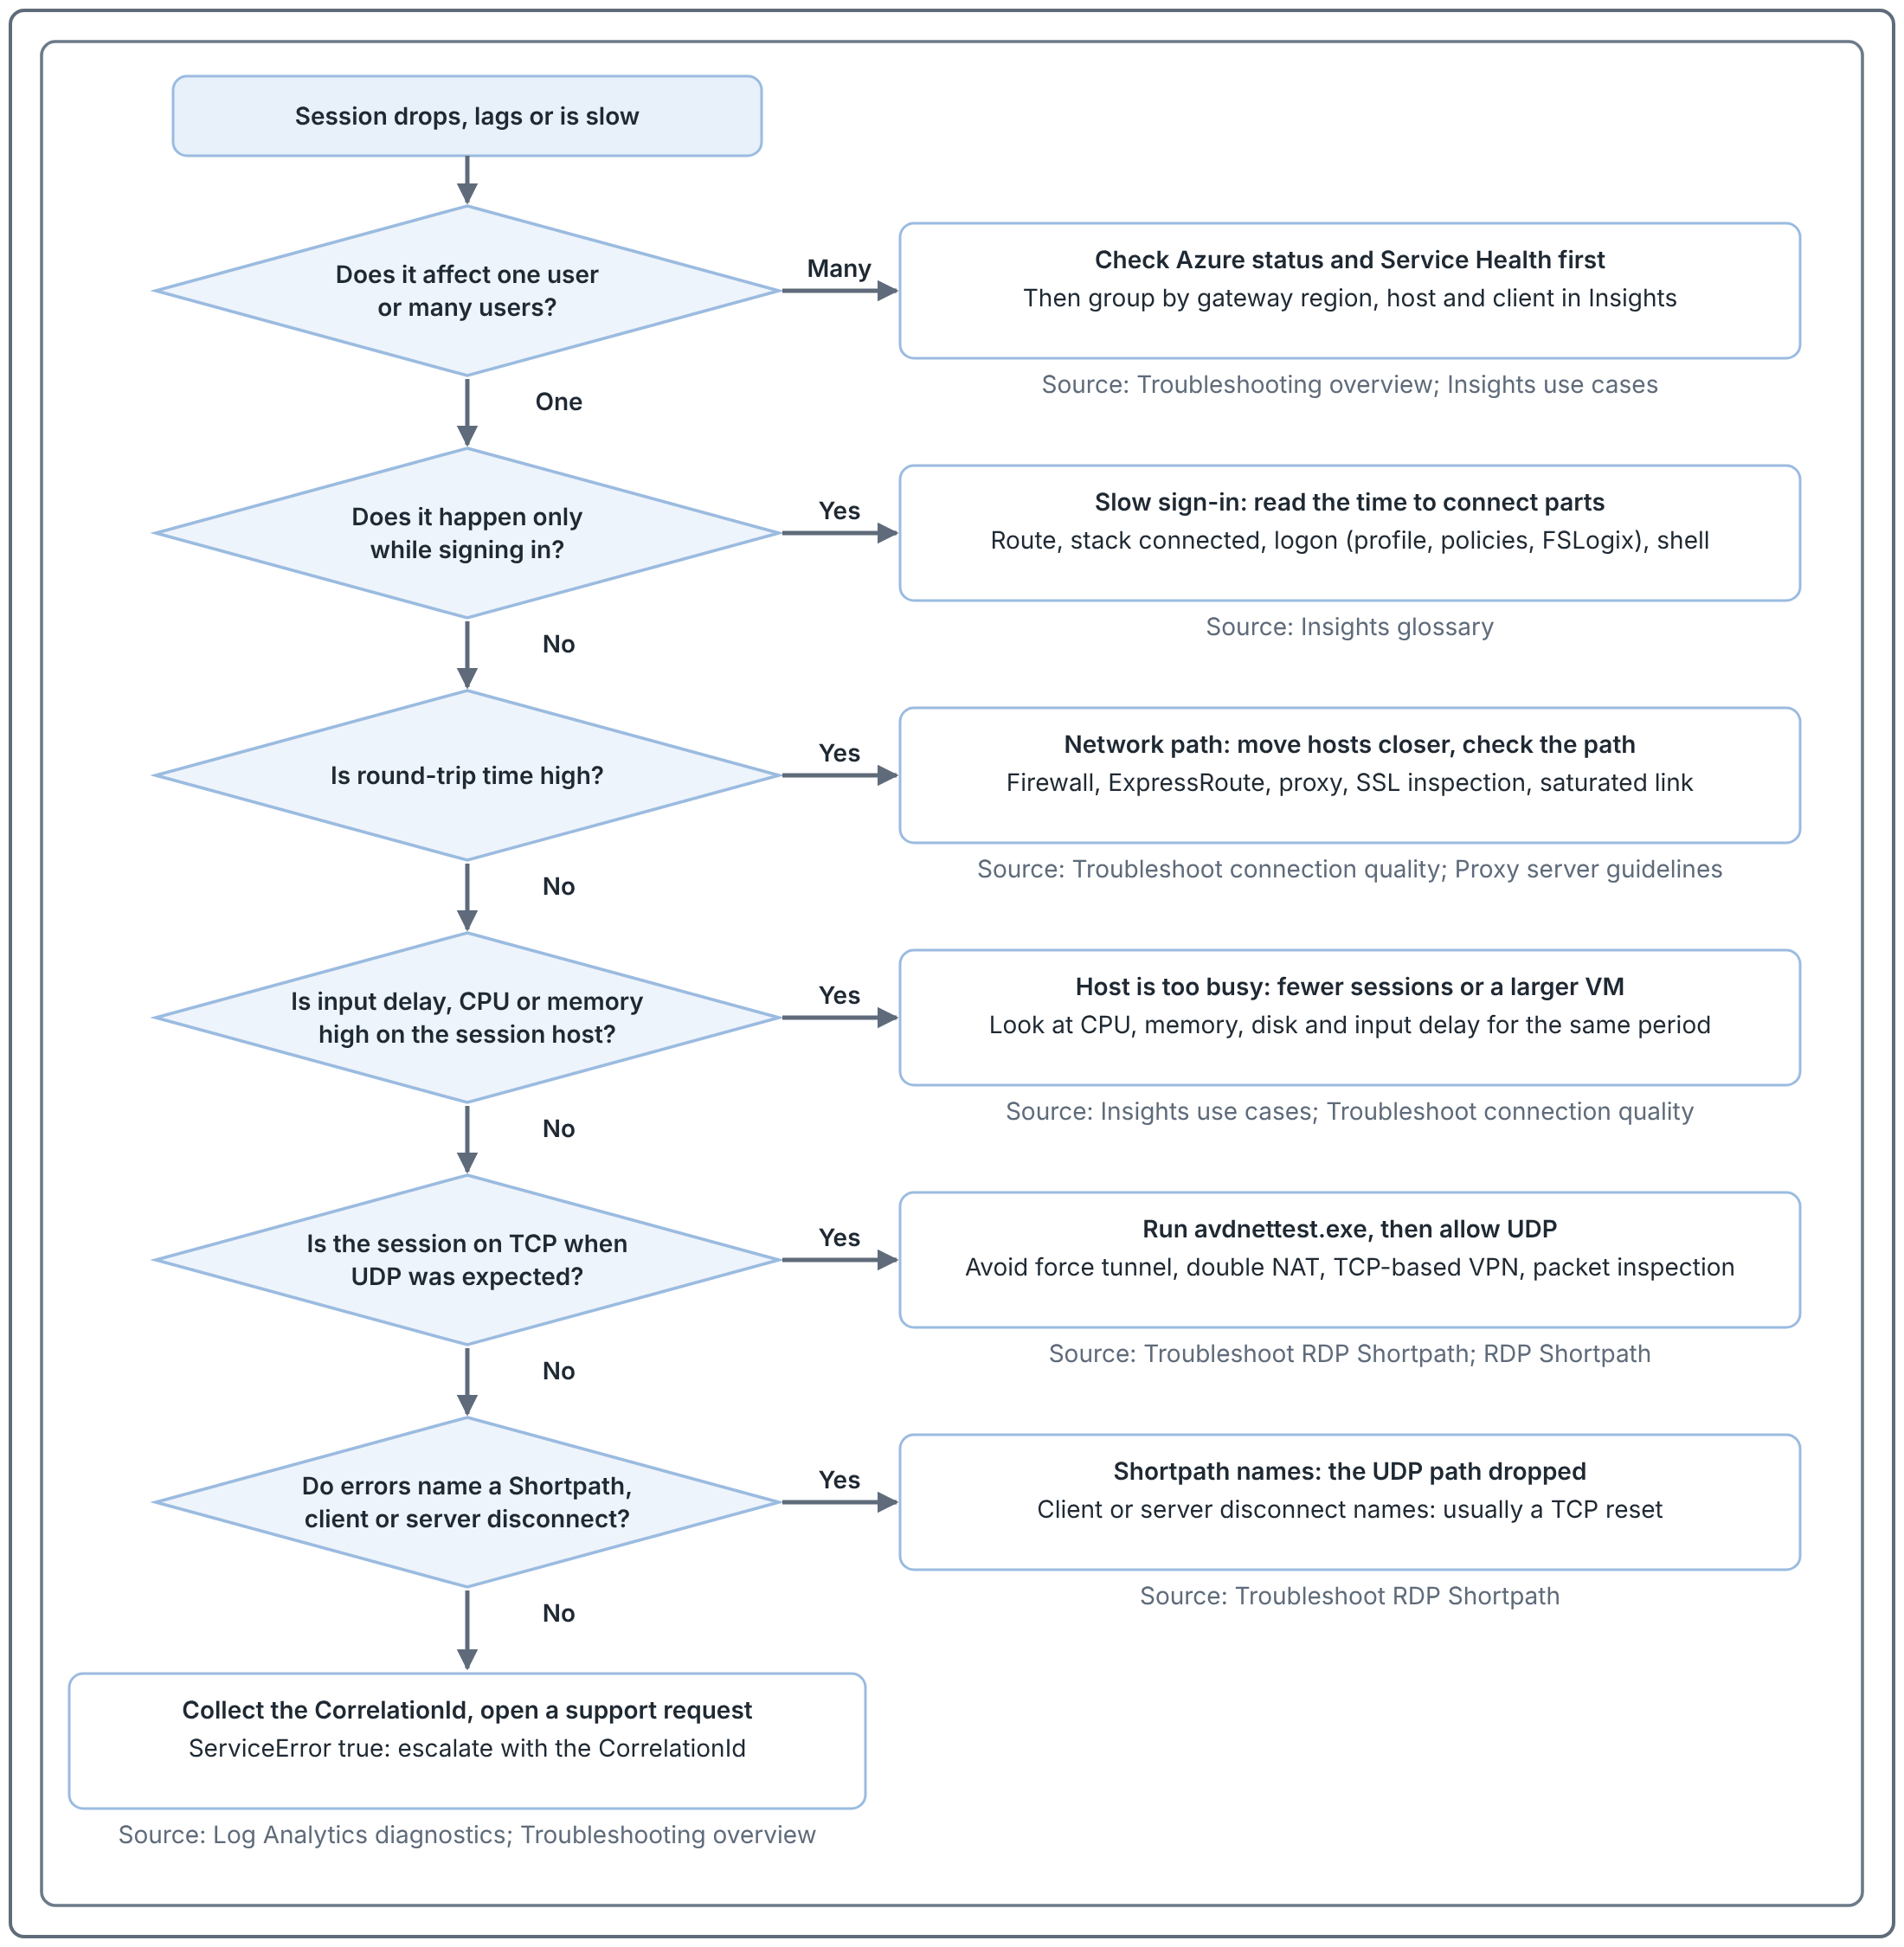 Session drops, lags or is slow
Does it affect one user
or many users?
Many
Check Azure status and Service Health first
Then group by gateway region, host and client in Insights
Source: Troubleshooting overview; Insights use cases
One
Does it happen only
while signing in?
Yes
Slow sign-in: read the time to connect parts
Route, stack connected, logon (profile, policies, FSLogix), shell
Source: Insights glossary
No
Is round-trip time high?
Yes
Network path: move hosts closer, check the path
Firewall, ExpressRoute, proxy, SSL inspection, saturated link
Source: Troubleshoot connection quality; Proxy server guidelines
No
Is input delay, CPU or memory
high on the session host?
Yes
Host is too busy: fewer sessions or a larger VM
Look at CPU, memory, disk and input delay for the same period
Source: Insights use cases; Troubleshoot connection quality
No
Is the session on TCP when
UDP was expected?
Yes
Run avdnettest.exe, then allow UDP
Avoid force tunnel, double NAT, TCP-based VPN, packet inspection
Source: Troubleshoot RDP Shortpath; RDP Shortpath
No
Do errors name a Shortpath,
client or server disconnect?
Yes
Shortpath names: the UDP path dropped
Client or server disconnect names: usually a TCP reset
Source: Troubleshoot RDP Shortpath
No
Collect the CorrelationId, open a support request
ServiceError true: escalate with the CorrelationId
Source: Log Analytics diagnostics; Troubleshooting overview